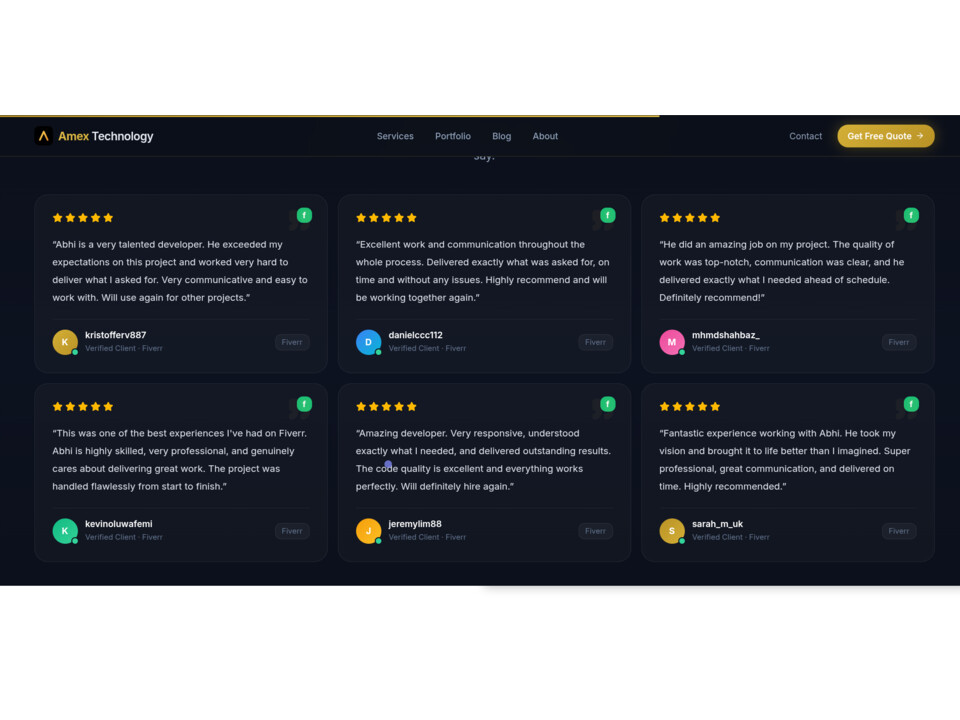 Amex Technology
Services Portfolio Blog About
Contact Get Free Quote →
say.
f
"Abhi is a very talented developer. He exceeded my
expectations on this project and worked very hard to
deliver what I asked for. Very communicative and easy to
work with. Will use again for other projects."
K kristofferv887
Verified Client · Fiverr
Fiverr
f
"Excellent work and communication throughout the
whole process. Delivered exactly what was asked for, on
time and without any issues. Highly recommend and will
be working together again."
D danielccc112
Verified Client · Fiverr
Fiverr
f
"He did an amazing job on my project. The quality of
work was top-notch, communication was clear, and he
delivered exactly what I needed ahead of schedule.
Definitely recommend!"
M mhmdshahbaz_
Verified Client · Fiverr
Fiverr
f
"This was one of the best experiences I've had on Fiverr.
Abhi is highly skilled, very professional, and genuinely
cares about delivering great work. The project was
handled flawlessly from start to finish."
K kevinoluwafemi
Verified Client · Fiverr
Fiverr
f
"Amazing developer. Very responsive, understood
exactly what I needed, and delivered outstanding results.
The code quality is excellent and everything works
perfectly. Will definitely hire again."
J jeremylim88
Verified Client · Fiverr
Fiverr
f
"Fantastic experience working with Abhi. He took my
vision and brought it to life better than I imagined. Super
professional, great communication, and delivered on
time. Highly recommended."
S sarah_m_uk
Verified Client · Fiverr
Fiverr